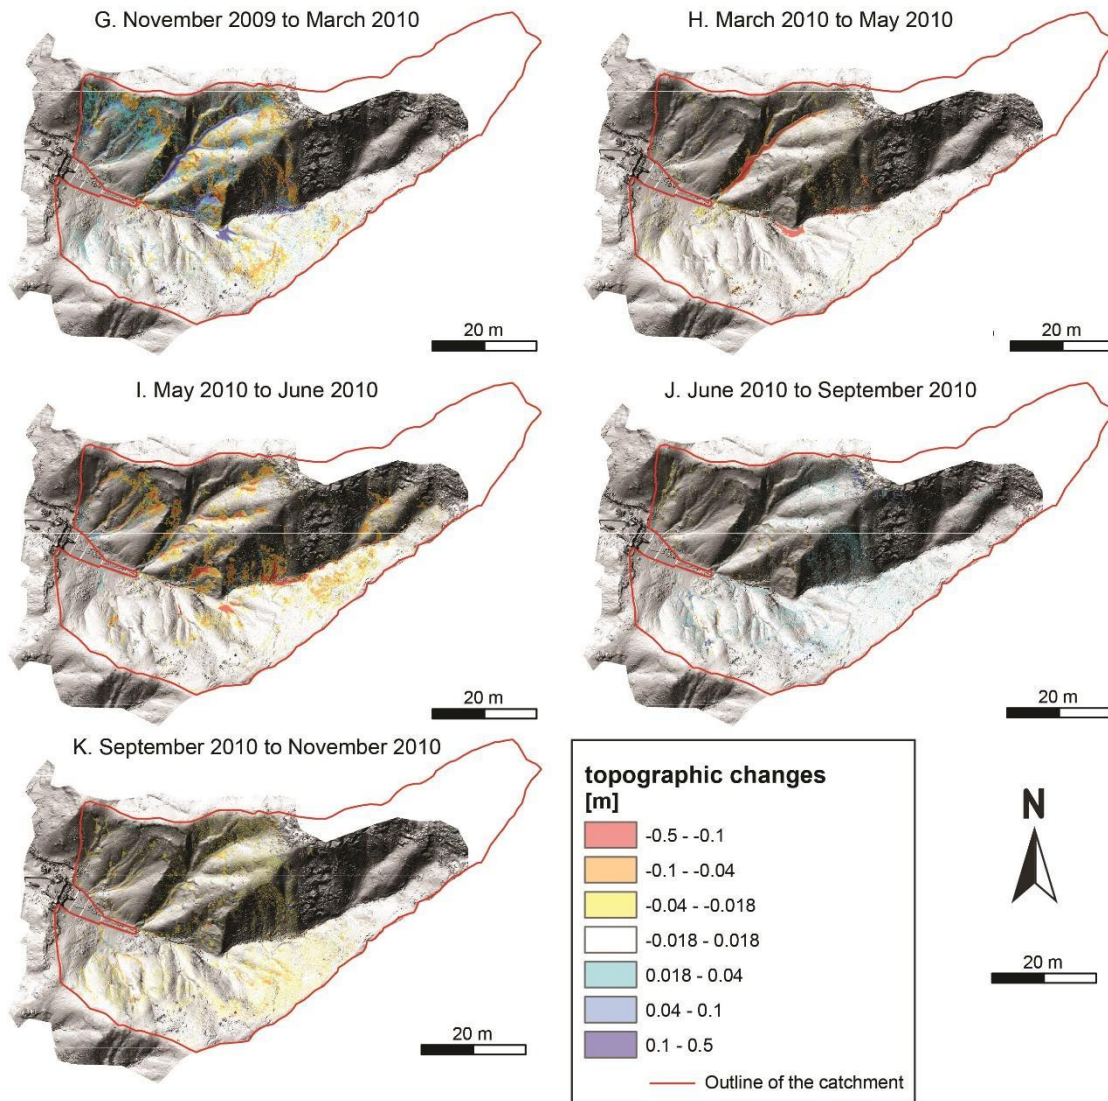 G. November 2009 to March 2010
H. March 2010 to May 2010
20 m
20 m
I. May 2010 to June 2010
J. June 2010 to September 2010
20 m
20 m
K. September 2010 to November 2010
20 m
topographic changes
[m]
-0.5 - -0.1
-0.1 - -0.04
-0.04 - -0.018
-0.018 - 0.018
0.018 - 0.04
0.04 - 0.1
0.1 - 0.5
Outline of the catchment
N
20 m